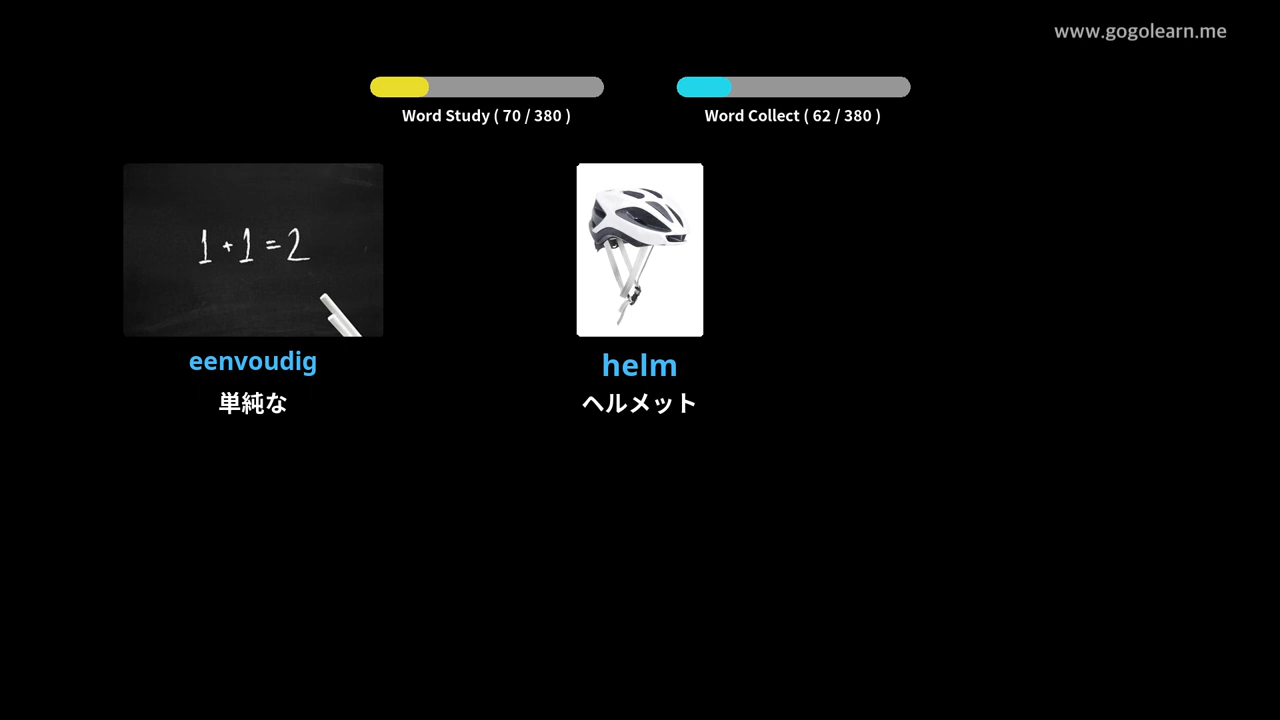 www.gogolearn.me
Word Study ( 70 / 380 )
Word Collect ( 62 / 380 )
1 + 1 = 2
eenvoudig
helm
単純な
ヘルメット